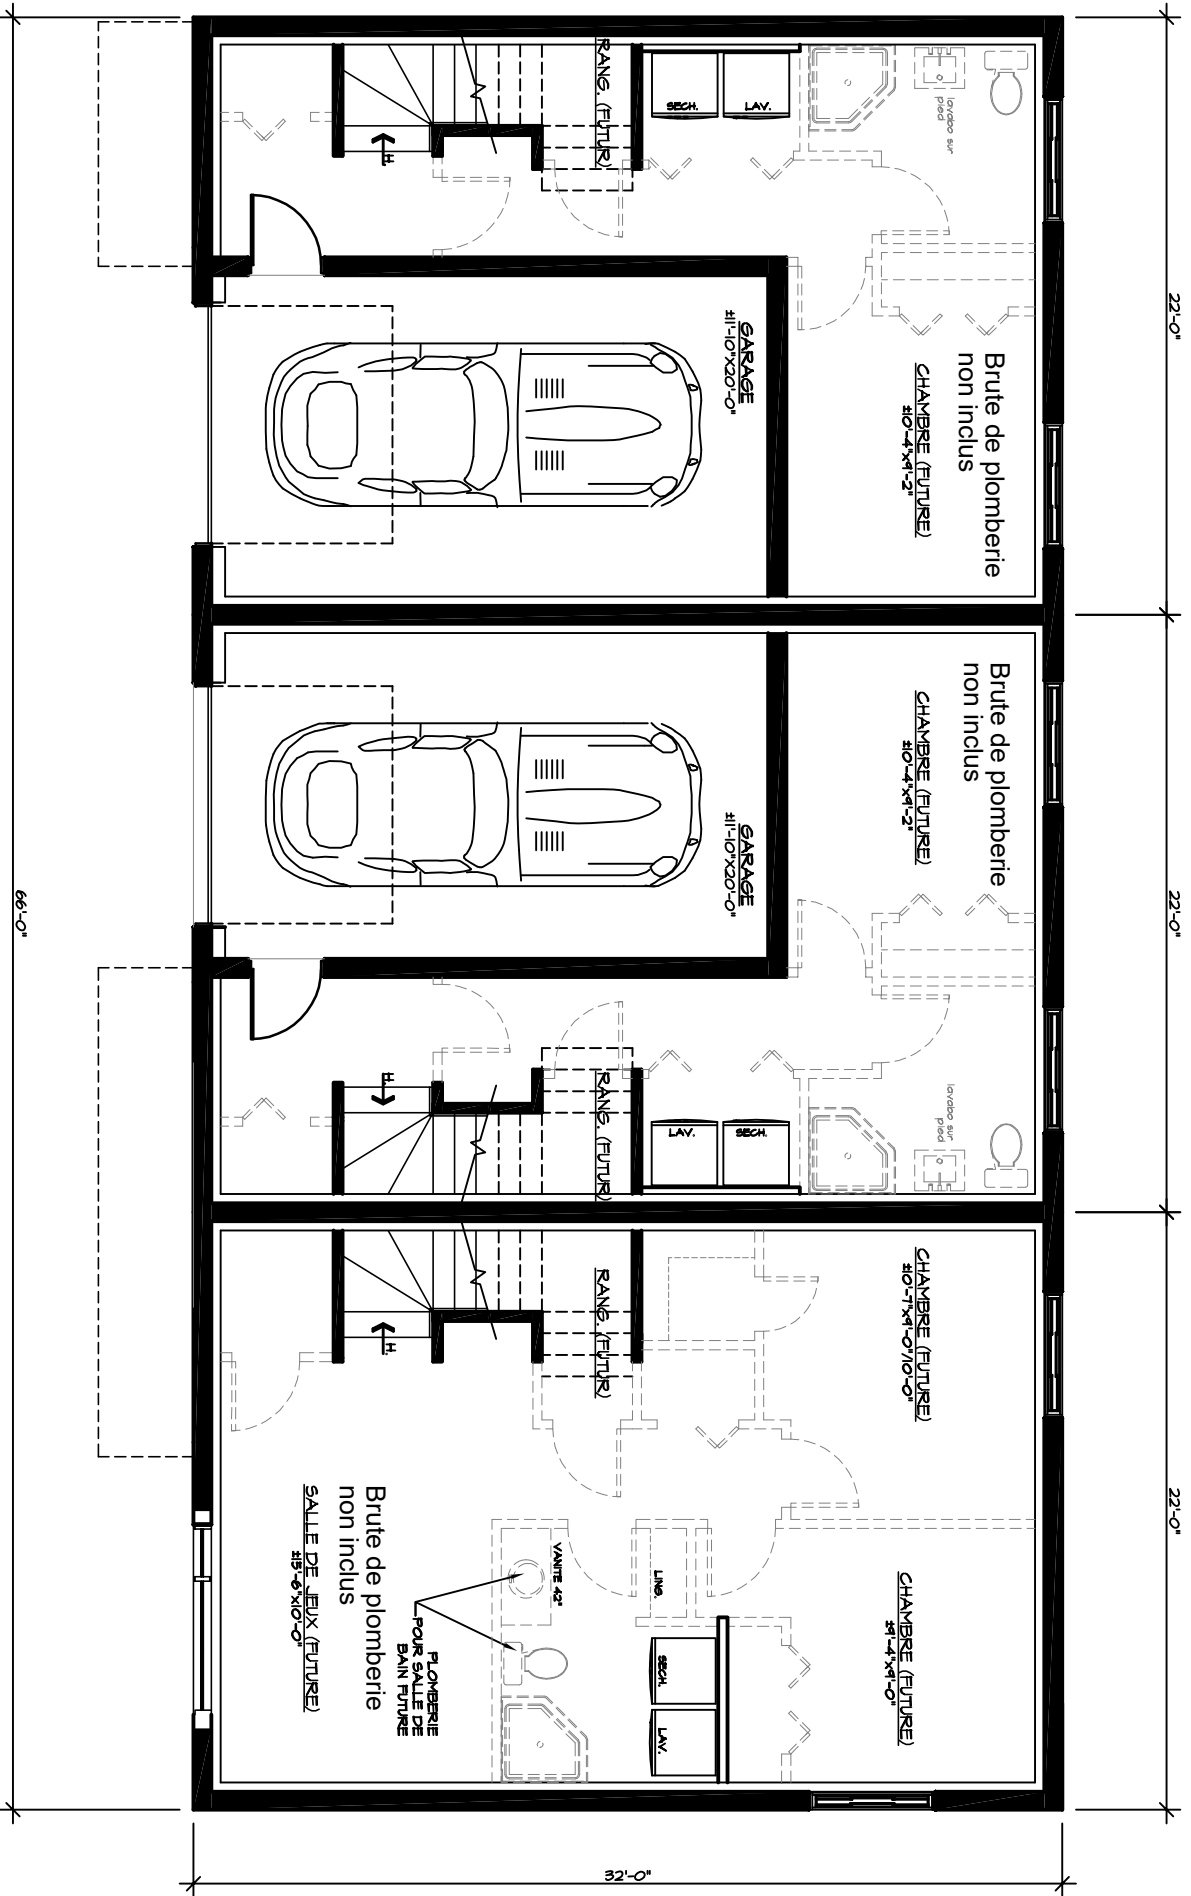 22'-0"
22'-0"
22'-0"
66'-0"
32'-0"
RANG. (FUTUR)
H.
SECH.
LAV.
lavabo sur
pied
GARAGE
±11'-10"X20'-0"
Brute de plomberie
non inclus
CHAMBRE (FUTURE)
±10'-4"x9'-2"
Brute de plomberie
non inclus
CHAMBRE (FUTURE)
±10'-4"x9'-2"
GARAGE
±11'-10"X20'-0"
H.
RANG. (FUTUR)
LAV.
SECH.
lavabo sur
pied
RANG. (FUTUR)
H.
CHAMBRE (FUTURE)
±10'-7"x9'-0"/10'-0"
CHAMBRE (FUTURE)
±9'-4"x9'-0"
VANITE 42"
LING.
SECH.
LAV.
PLOMBERIE
POUR SALLE DE
BAIN FUTURE
Brute de plomberie
non inclus
SALLE DE JEUX (FUTURE)
±15'-6"x10'-0"